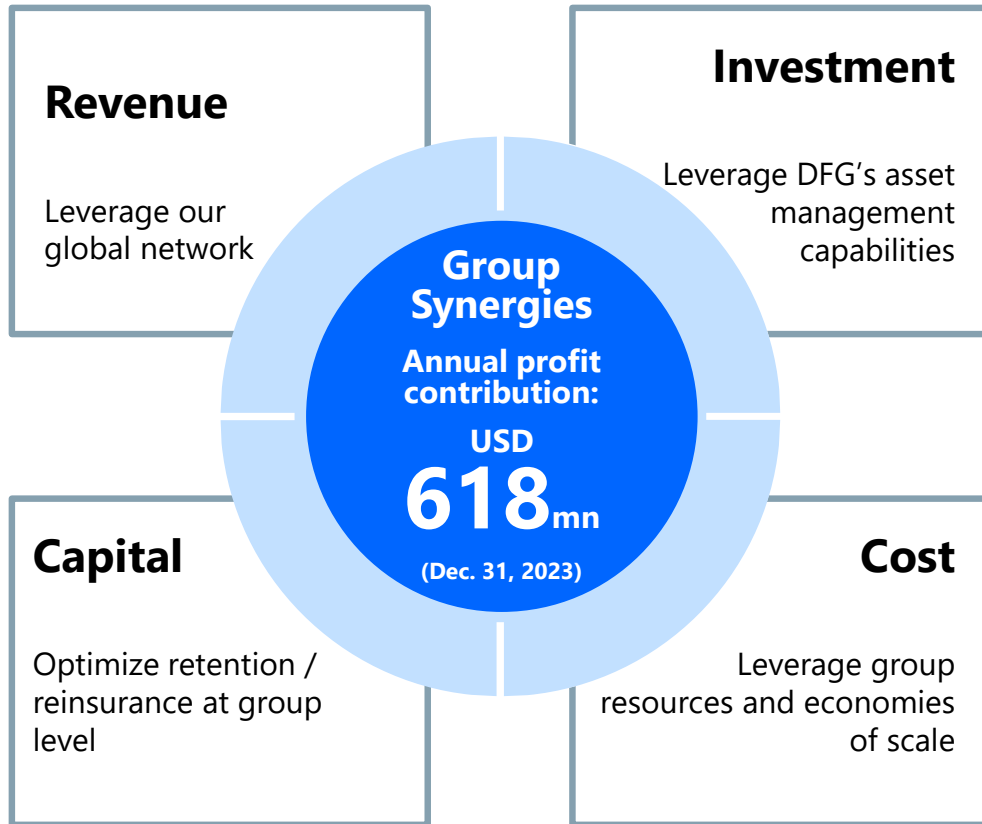 Revenue
Leverage our
global network
Investment
Leverage DFG’s asset
management
capabilities
Group
Synergies
Annual profit
contribution:
USD
618mn
(Dec. 31, 2023)
Capital
Optimize retention /
reinsurance at group
level
Cost
Leverage group
resources and economies
of scale